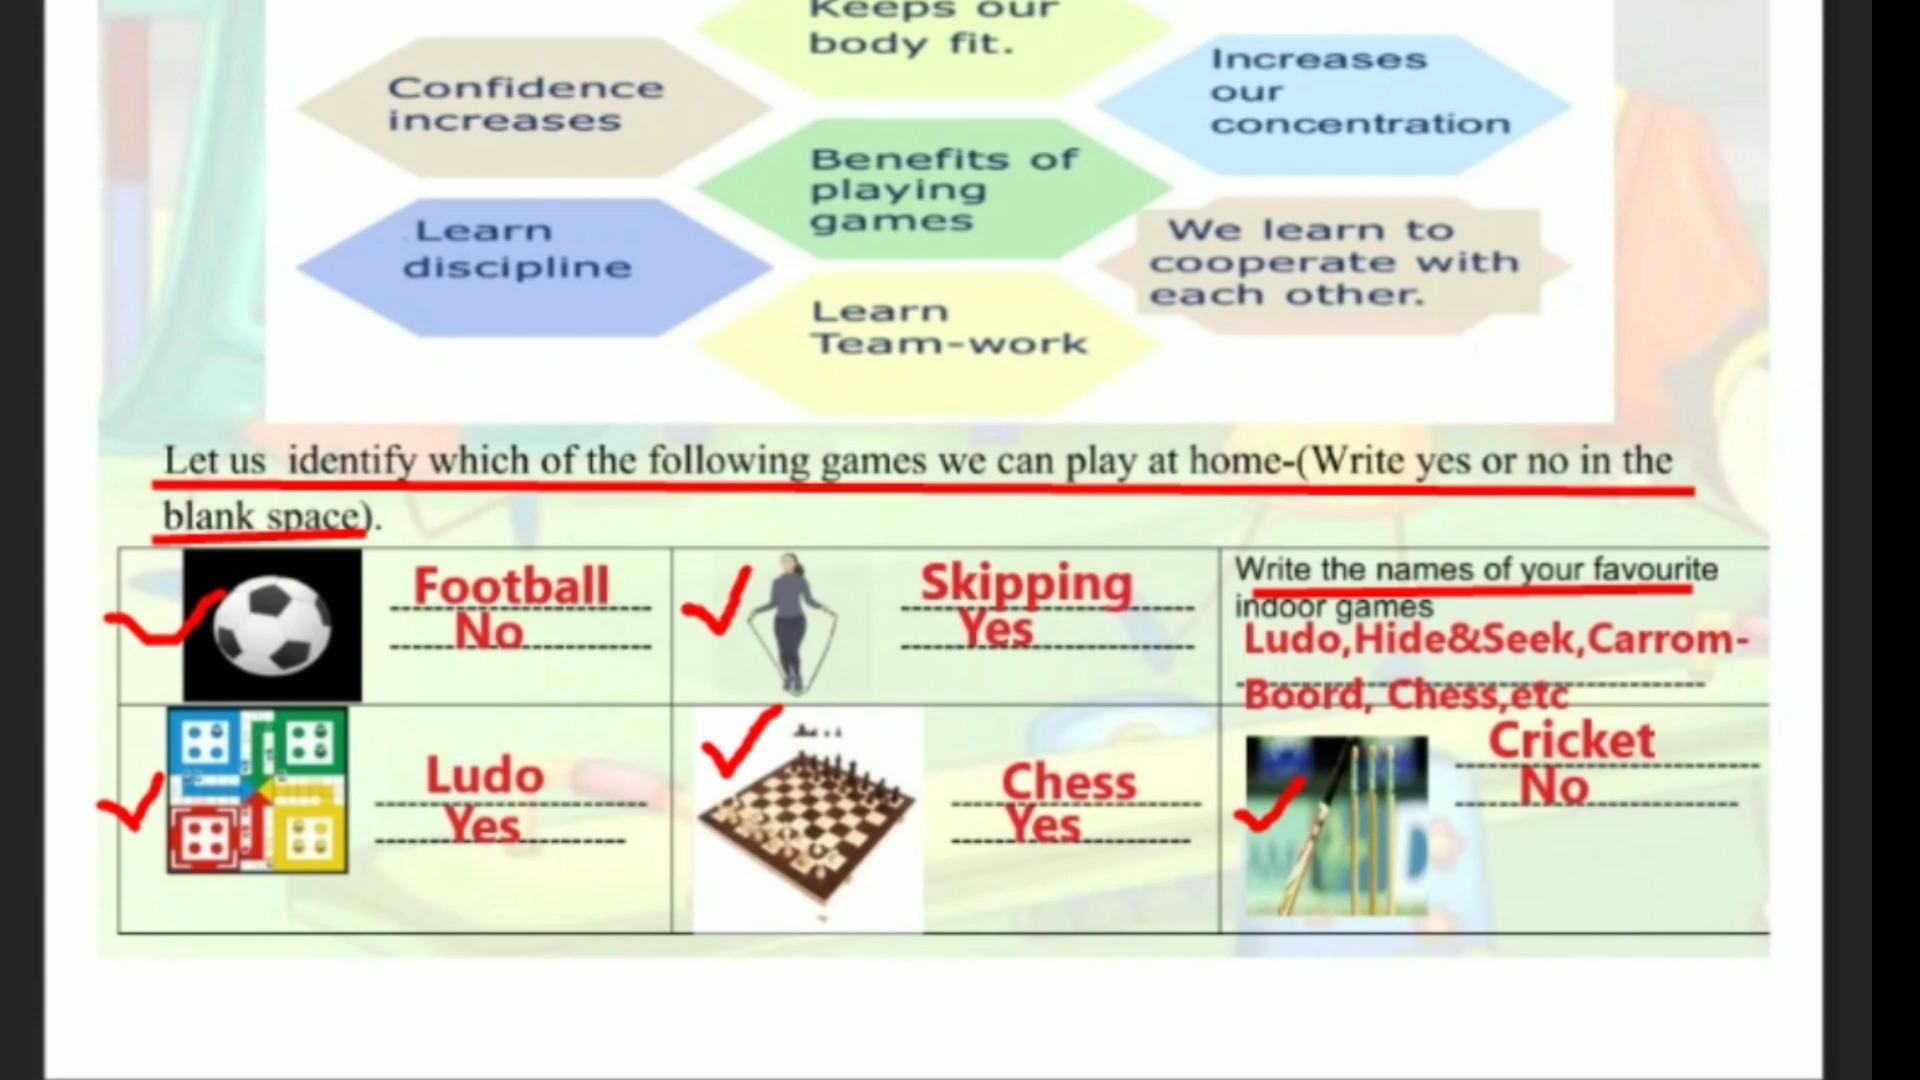 Keeps our
body fit.
Confidence
increases
Increases
our
concentration
Benefits of
playing
games
Learn
discipline
We learn to
cooperate with
each other.
Learn
Team-work
Let us identify which of the following games we can play at home-(Write yes or no in the
blank space).
Football
No
Skipping
Yes
Write the names of your favourite
indoor games
Ludo,Hide&Seek,Carrom-
Boord, Chess,etc
Ludo
Yes
Chess
Yes
Cricket
No